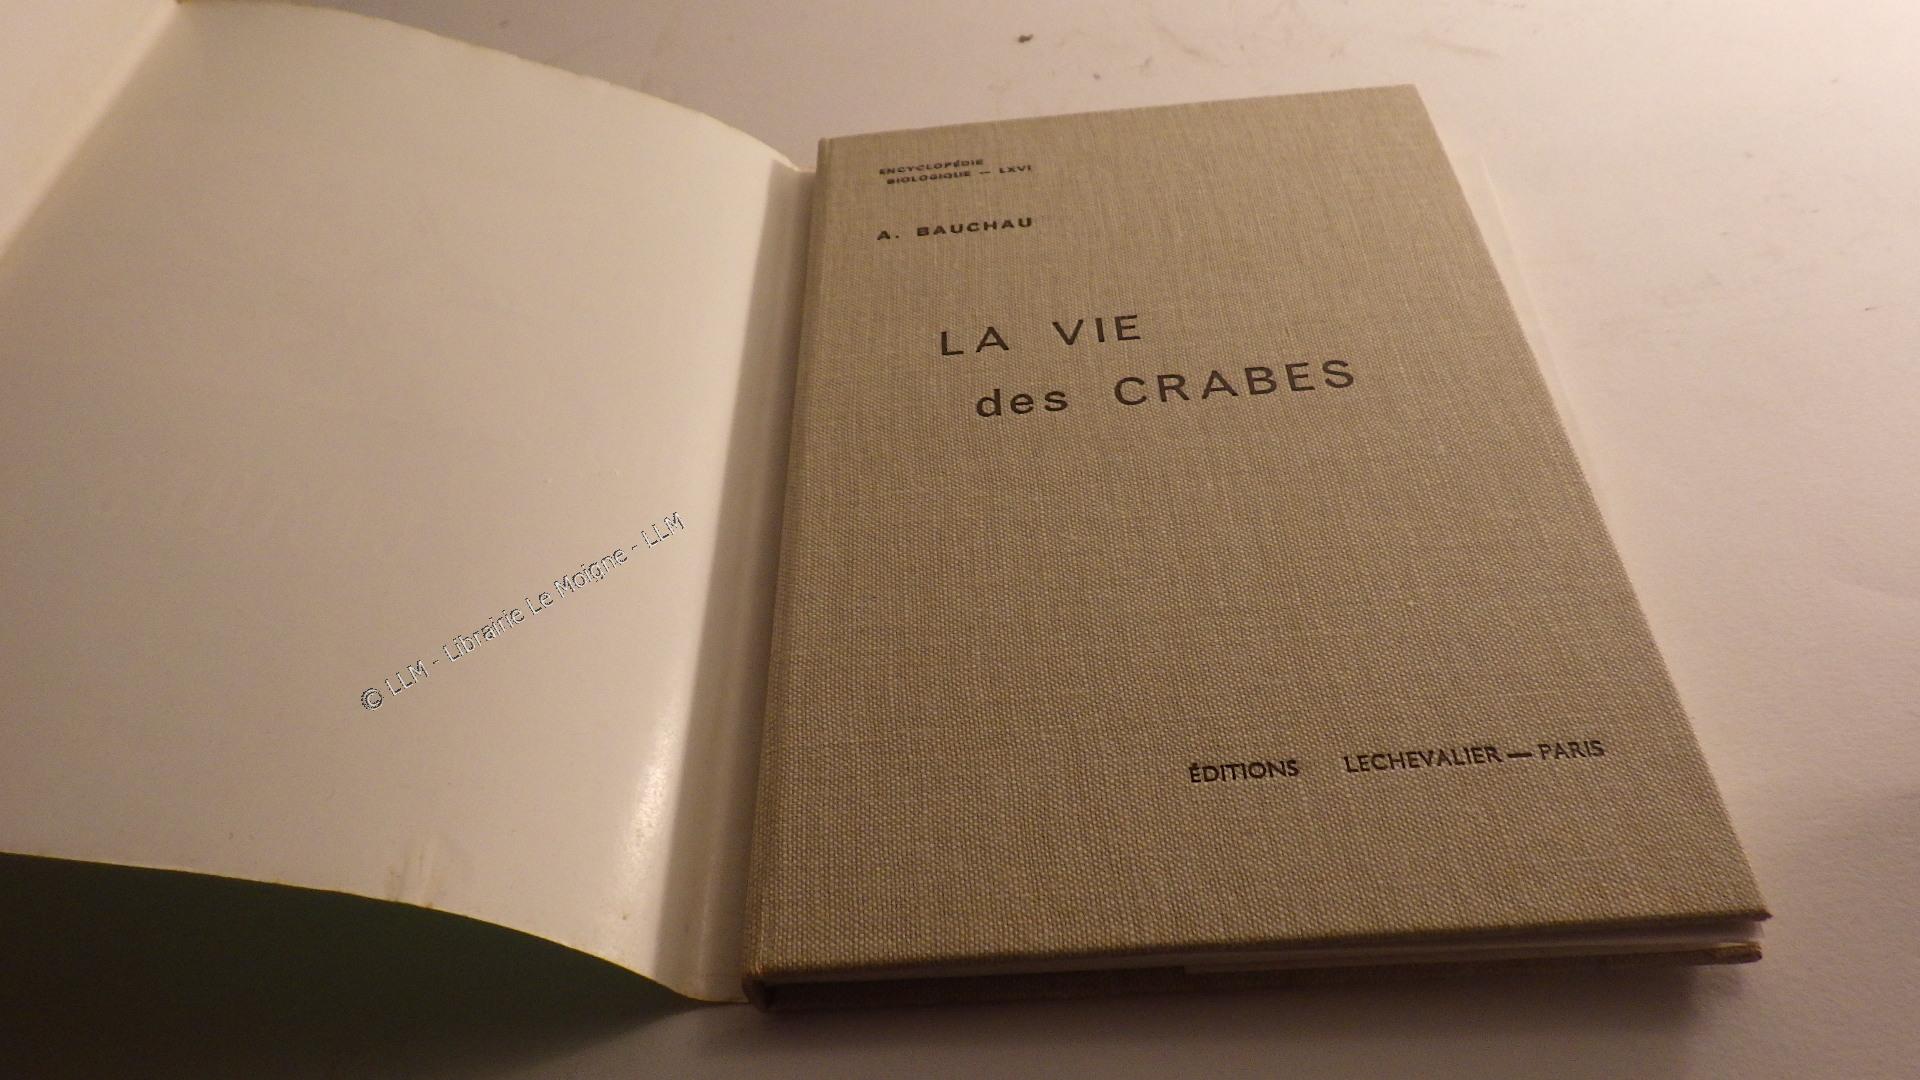 ENCYCLOPÉDIE
BIOLOGIQUE — LXVI
A. BAUCHAU
LA VIE
des CRABES
ÉDITIONS LECHEVALIER — PARIS
© LLM - Librairie Le Moigne - LLM